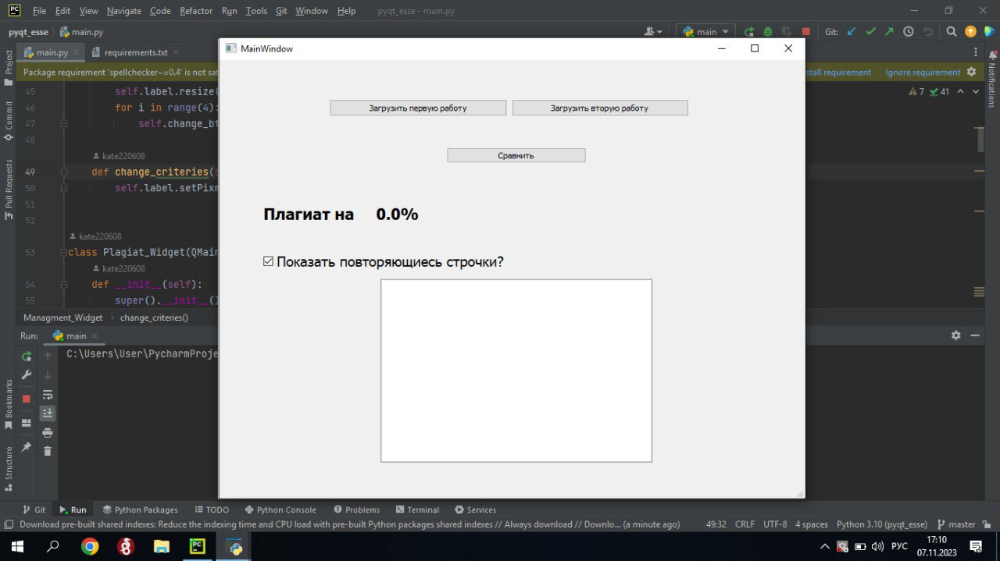 File Edit View Navigate Code Refactor Run Tools Git Window Help pyqt_esse - main.py
pyqt_esse main.py main Git:
MainWindow
main.py requirements.txt
Package requirement 'spellchecker~=0.4' is not
requirement Ignore requirement
7 41
Project
Commit
Pull Requests
Bookmarks
Structure
Notifications
45 self.label.resize(
46 for i in range(4):
47 self.change_bt
48
kate220608
49 def change_criteries(
50 self.label.setPix
51
52
kate220608
53 class Plagiat_Widget(QMain
kate220608
54 def __init__(self):
55 super().__init__()
Managment_Widget change_criteries()
Загрузить первую работу Загрузить вторую работу
Сравнить
Плагиат на 0.0%
Показать повторяющиесь строчки?
Run: main
C:\Users\User\PycharmProje
Git Run Python Packages TODO Python Console Problems Terminal Services
Download pre-built shared indexes: Reduce the indexing time and CPU load with pre-built Python packages shared indexes // Always download // Downlo... (a minute ago) 49:32 CRLF UTF-8 4 spaces Python 3.10 (pyqt_esse) master
РУС 17:10
07.11.2023